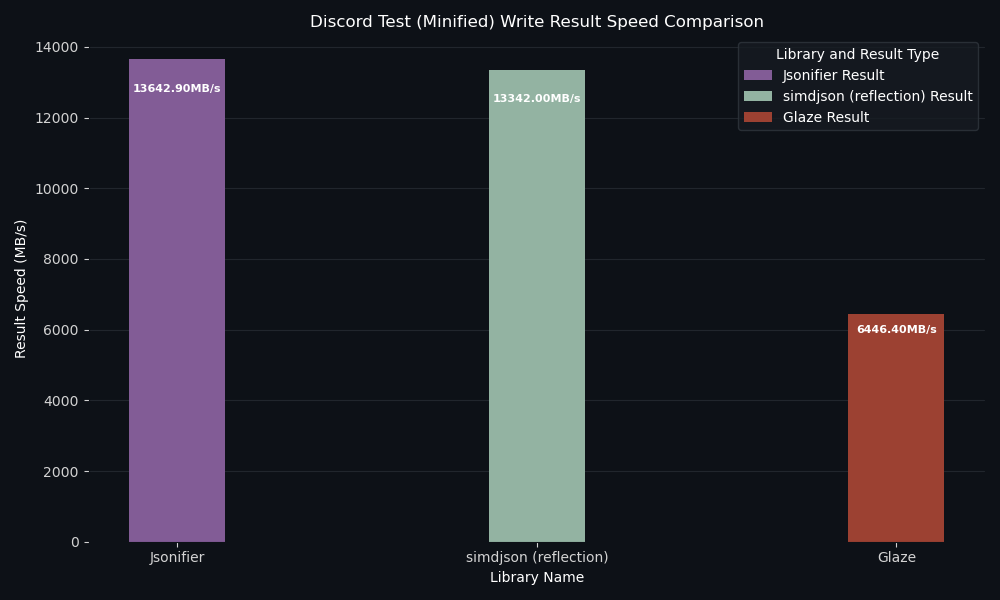 Discord Test (Minified) Write Result Speed Comparison
Library and Result Type
Jsonifier Result
simdjson (reflection) Result
Glaze Result
Result Speed (MB/s)
14000
12000
10000
8000
6000
4000
2000
0
13642.90MB/s
13342.00MB/s
6446.40MB/s
Jsonifier
simdjson (reflection)
Glaze
Library Name